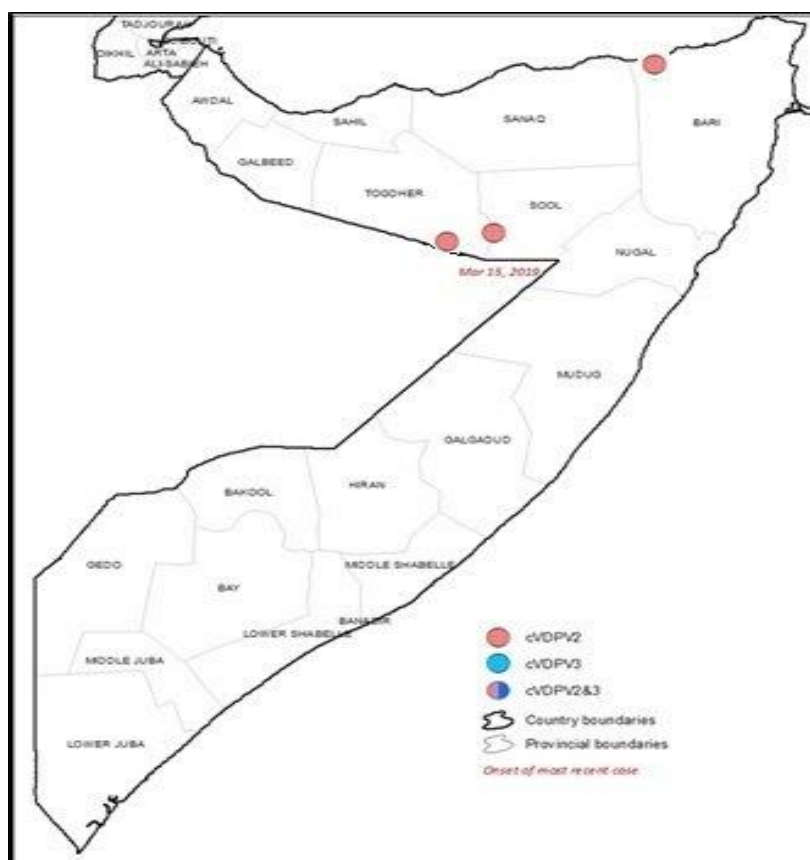 TADJOURAH
DIKHIL
ARTA
ALI-SABIEH
AWDAL
SAHIL
SANAQ
BARI
GALBEED
TOGDHER
SOOL
NUGAL
Mar 15, 2019
MUDUG
GALGADUD
HIRAN
BAKOOL
GEDO
BAY
MIDDLE SHABELLE
BANADIR
LOWER SHABELLE
MIDDLE JUBA
LOWER JUBA
cVDPV2
cVDPV3
cVDPV2&3
Country boundaries
Provincial boundaries
Onset of most recent case